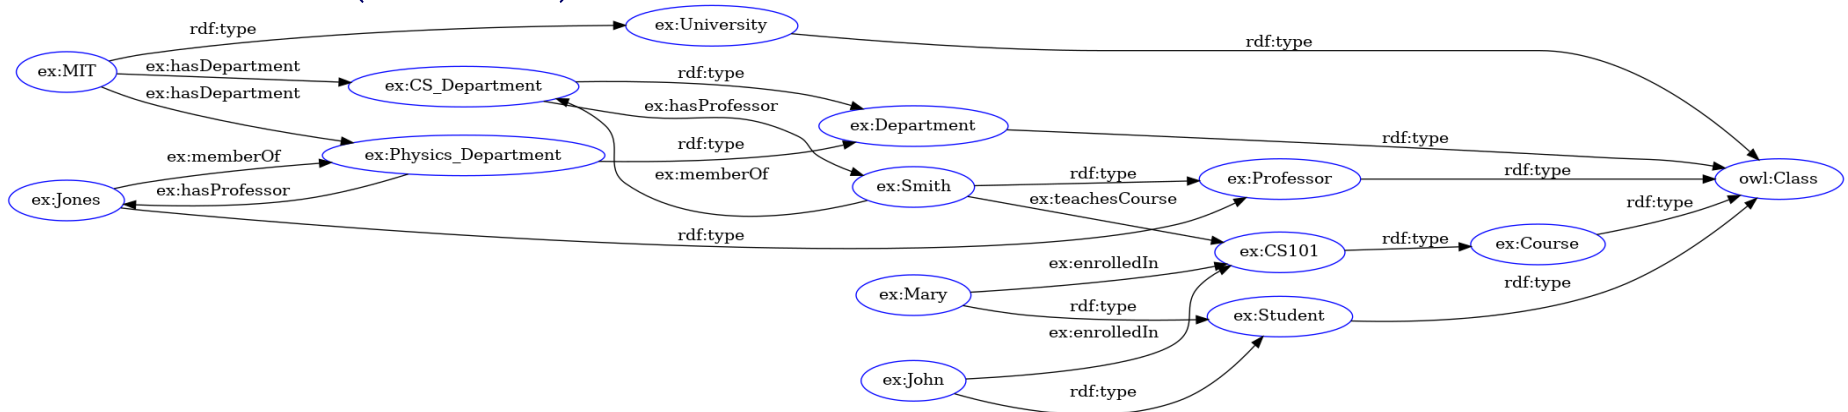 rdf:type
ex:University
rdf:type
ex:MIT
ex:hasDepartment
ex:CS_Department
rdf:type
ex:hasDepartment
ex:hasProfessor
ex:Department
rdf:type
ex:memberOf
ex:Physics_Department
rdf:type
ex:hasProfessor
ex:memberOf
ex:Smith
rdf:type
ex:Professor
rdf:type
owl:Class
ex:Jones
ex:teachesCourse
rdf:type
rdf:type
ex:CS101
rdf:type
ex:Course
ex:enrolledIn
ex:Mary
rdf:type
rdf:type
ex:Student
ex:enrolledIn
ex:John
rdf:type